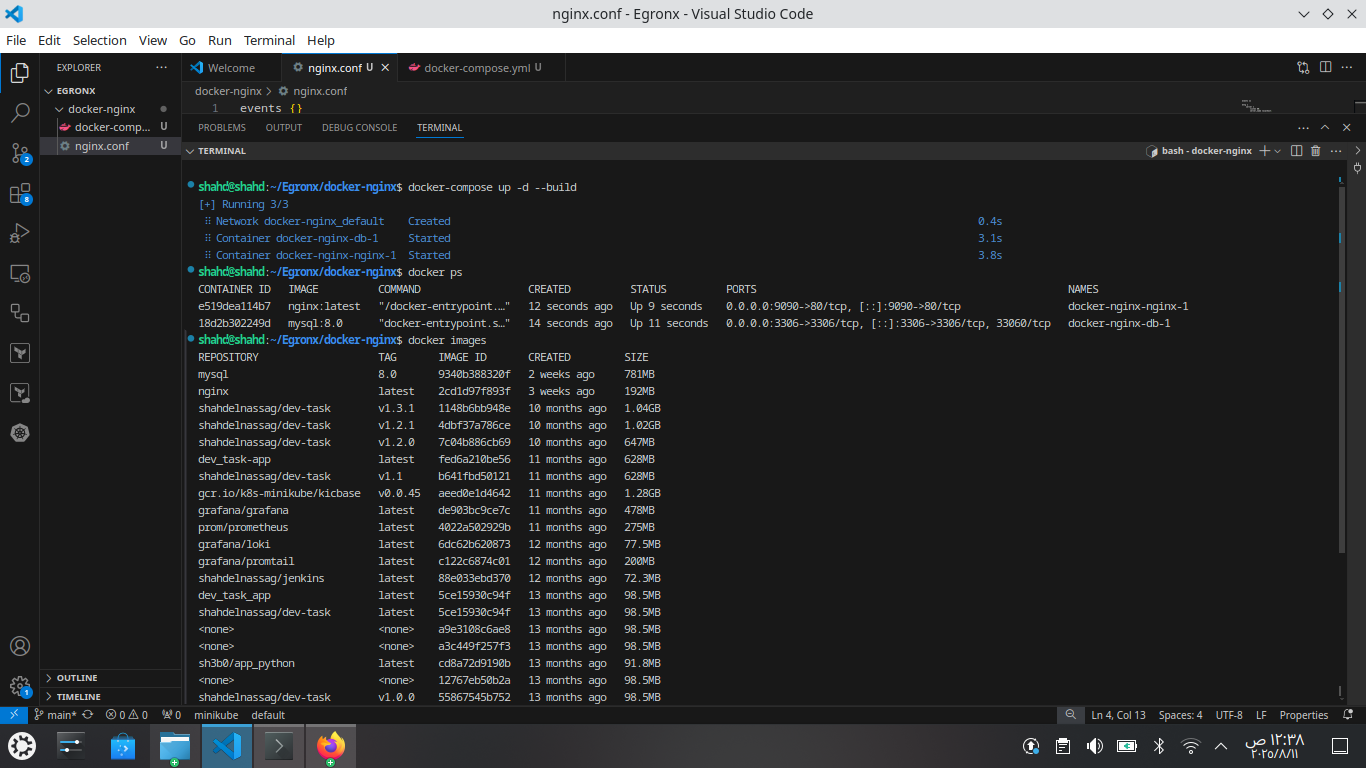 nginx.conf - Egronx - Visual Studio Code
File Edit Selection View Go Run Terminal Help
EXPLORER
EGRONX
docker-nginx
docker-comp... U
nginx.conf U
OUTLINE
TIMELINE
Welcome nginx.conf U docker-compose.yml U
docker-nginx > nginx.conf
1 events {}
PROBLEMS OUTPUT DEBUG CONSOLE TERMINAL
TERMINAL bash - docker-nginx
shahd@shahd:~/Egronx/docker-nginx$ docker-compose up -d --build
[+] Running 3/3
⠿ Network docker-nginx_default Created 0.4s
⠿ Container docker-nginx-db-1 Started 3.1s
⠿ Container docker-nginx-nginx-1 Started 3.8s
shahd@shahd:~/Egronx/docker-nginx$ docker ps
CONTAINER ID IMAGE COMMAND CREATED STATUS PORTS NAMES
e519dea114b7 nginx:latest "/docker-entrypoint.…" 12 seconds ago Up 9 seconds 0.0.0.0:9090->80/tcp, [::]:9090->80/tcp docker-nginx-nginx-1
18d2b302249d mysql:8.0 "docker-entrypoint.s…" 14 seconds ago Up 11 seconds 0.0.0.0:3306->3306/tcp, [::]:3306->3306/tcp, 33060/tcp docker-nginx-db-1
shahd@shahd:~/Egronx/docker-nginx$ docker images
REPOSITORY TAG IMAGE ID CREATED SIZE
mysql 8.0 9340b388320f 2 weeks ago 781MB
nginx latest 2cd1d97f893f 3 weeks ago 192MB
shahdelnassag/dev-task v1.3.1 1148b6bb948e 10 months ago 1.04GB
shahdelnassag/dev-task v1.2.1 4dbf37a786ce 10 months ago 1.02GB
shahdelnassag/dev-task v1.2.0 7c04b886cb69 10 months ago 647MB
dev_task-app latest fed6a210be56 11 months ago 628MB
shahdelnassag/dev-task v1.1 b641fbd50121 11 months ago 628MB
gcr.io/k8s-minikube/kicbase v0.0.45 aeed0e1d4642 11 months ago 1.28GB
grafana/grafana latest de903bc9ce7c 11 months ago 478MB
prom/prometheus latest 4022a502929b 11 months ago 275MB
grafana/loki latest 6dc62b620873 12 months ago 77.5MB
grafana/promtail latest c122c6874c01 12 months ago 200MB
shahdelnassag/jenkins latest 88e033ebd370 12 months ago 72.3MB
dev_task_app latest 5ce15930c94f 13 months ago 98.5MB
shahdelnassag/dev-task latest 5ce15930c94f 13 months ago 98.5MB
<none> <none> a9e3108c6ae8 13 months ago 98.5MB
<none> <none> a3c449f257f3 13 months ago 98.5MB
sh3b0/app_python latest cd8a72d9190b 13 months ago 91.8MB
<none> <none> 12767eb50b2a 13 months ago 98.5MB
shahdelnassag/dev-task v1.0.0 55867545b752 13 months ago 98.5MB
2
8
1
main* 0 0 0 minikube default Ln 4, Col 13 Spaces: 4 UTF-8 LF Properties
١٢:٣٨ ص
٢٠٢٥/٨/١١